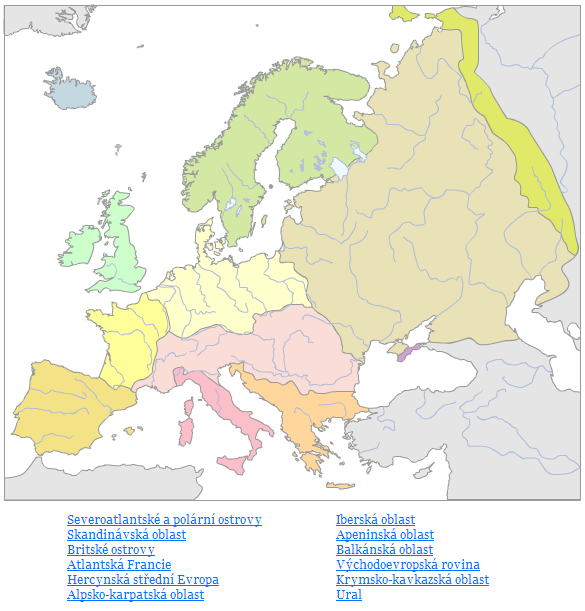 Severoatlantské a polární ostrovy
Skandinávská oblast
Britské ostrovy
Atlantská Francie
Hercynská střední Evropa
Alpsko-karpatská oblast
Iberská oblast
Apeninská oblast
Balkánská oblast
Východoevropská rovina
Krymsko-kavkazská oblast
Ural